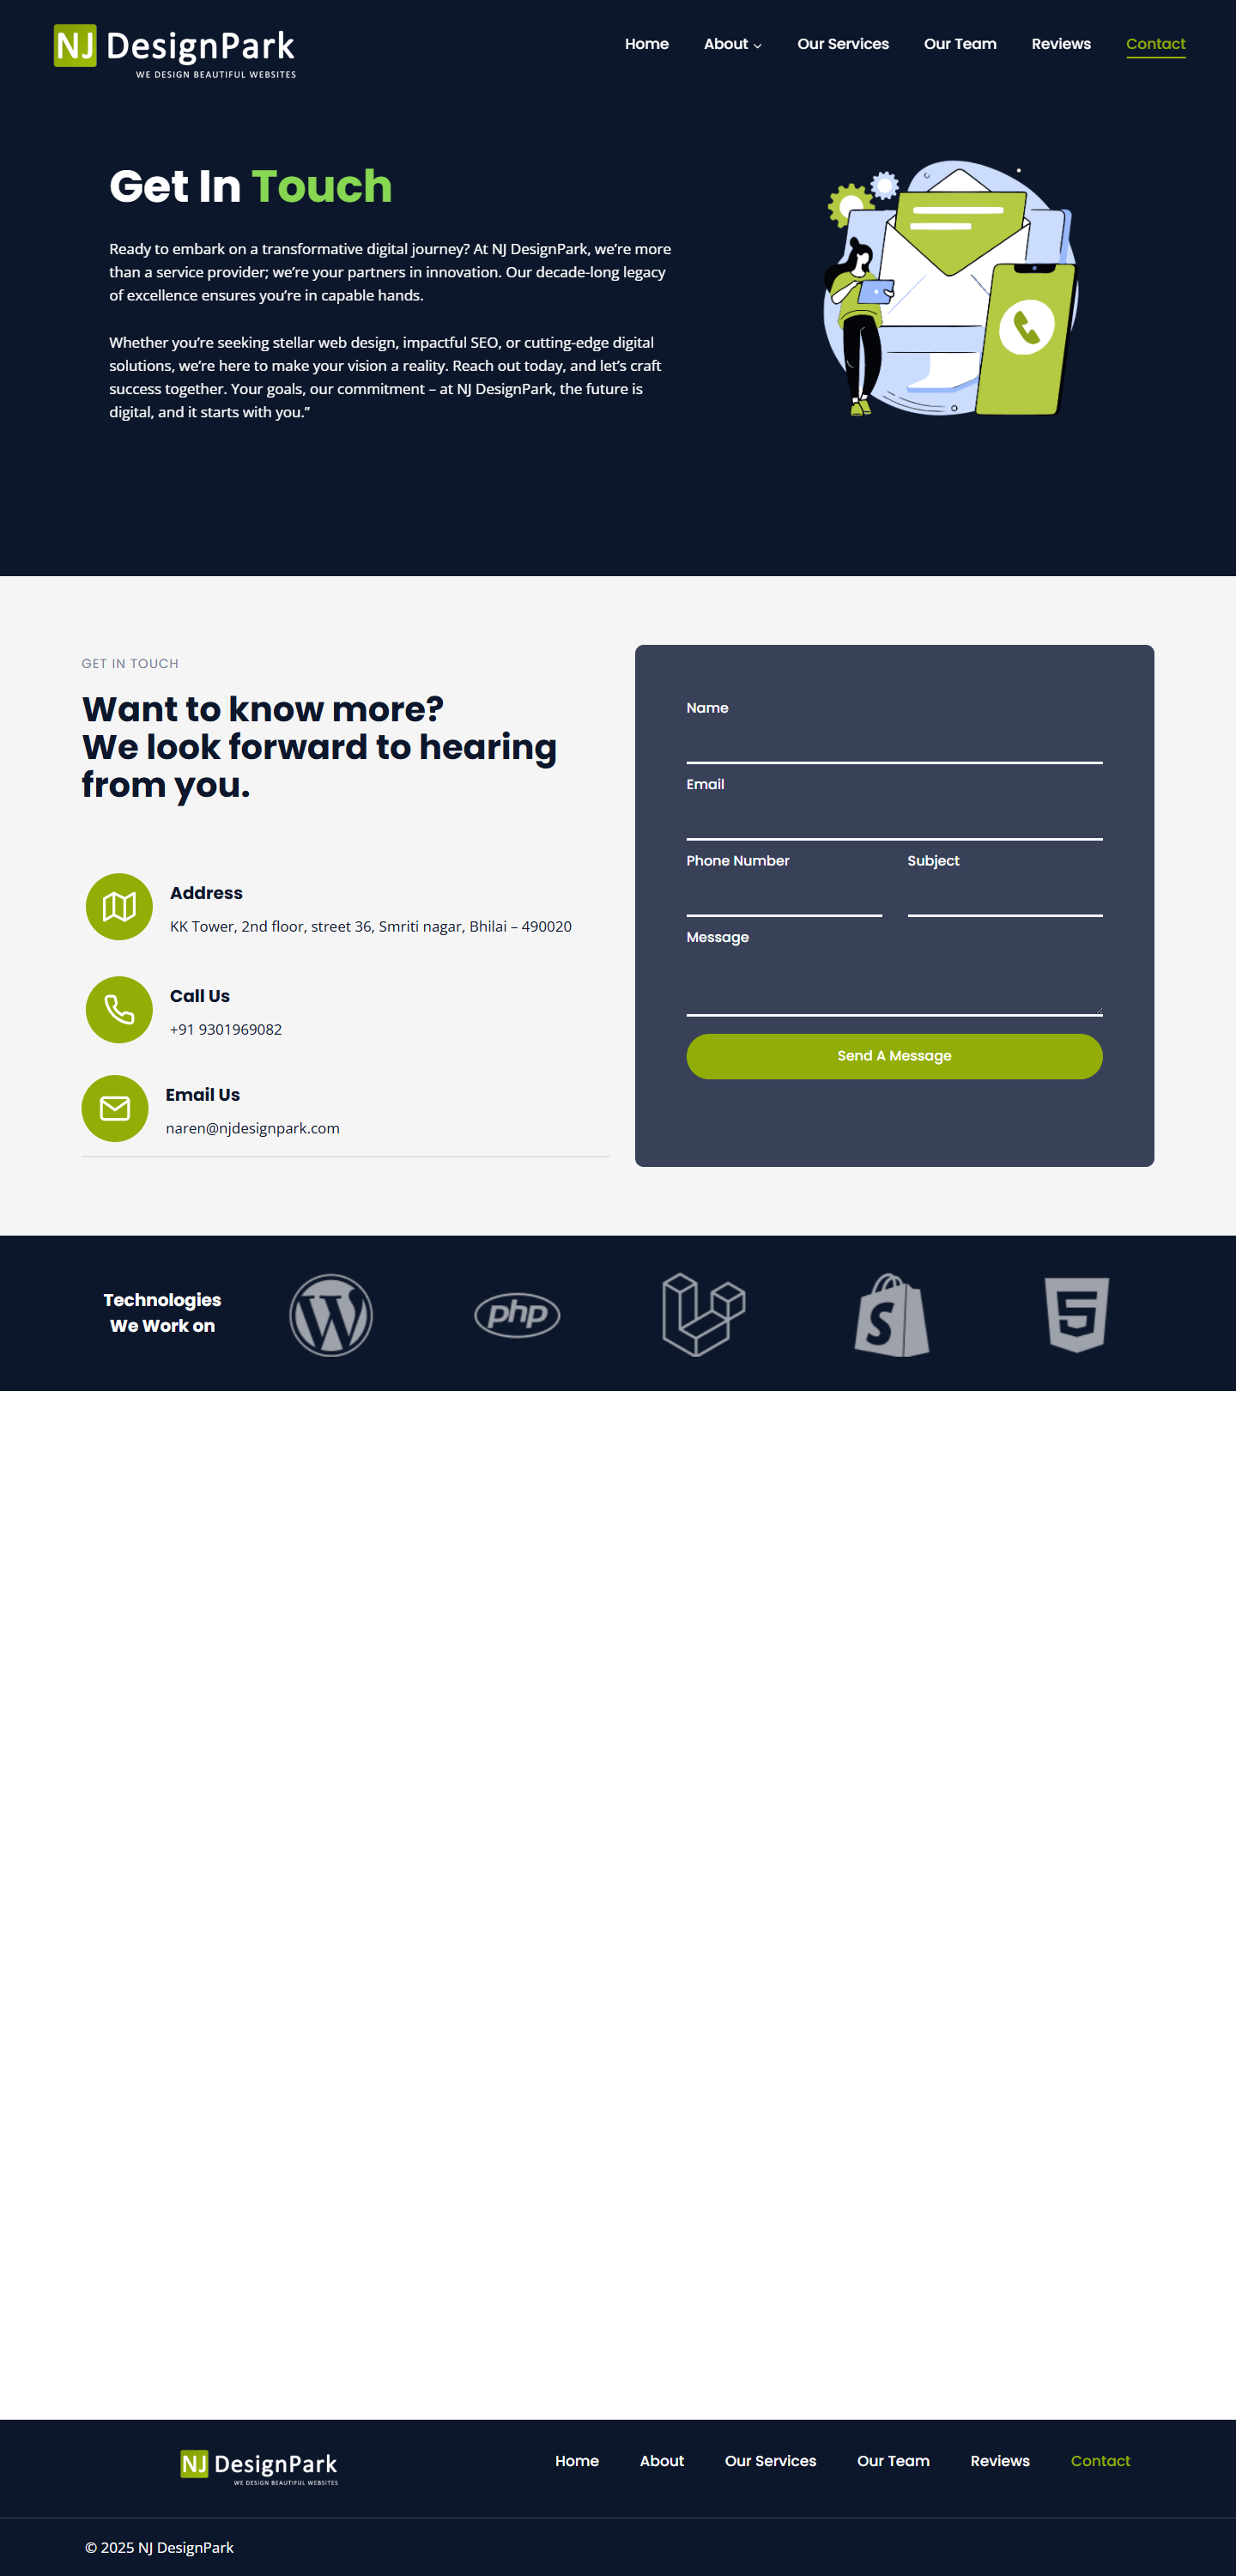 NJ DesignPark
WE DESIGN BEAUTIFUL WEBSITES
Home About Our Services Our Team Reviews Contact
Get In Touch
Ready to embark on a transformative digital journey? At NJ DesignPark, we’re more
than a service provider; we’re your partners in innovation. Our decade-long legacy
of excellence ensures you’re in capable hands.
Whether you’re seeking stellar web design, impactful SEO, or cutting-edge digital
solutions, we’re here to make your vision a reality. Reach out today, and let’s craft
success together. Your goals, our commitment – at NJ DesignPark, the future is
digital, and it starts with you.”
GET IN TOUCH
Want to know more?
We look forward to hearing
from you.
Address
KK Tower, 2nd floor, street 36, Smriti nagar, Bhilai – 490020
Call Us
+91 9301969082
Email Us
naren@njdesignpark.com
Name
Email
Phone Number Subject
Message
Send A Message
Technologies
We Work on
W
php
S
5
NJ DesignPark
WE DESIGN BEAUTIFUL WEBSITES
Home About Our Services Our Team Reviews Contact
© 2025 NJ DesignPark